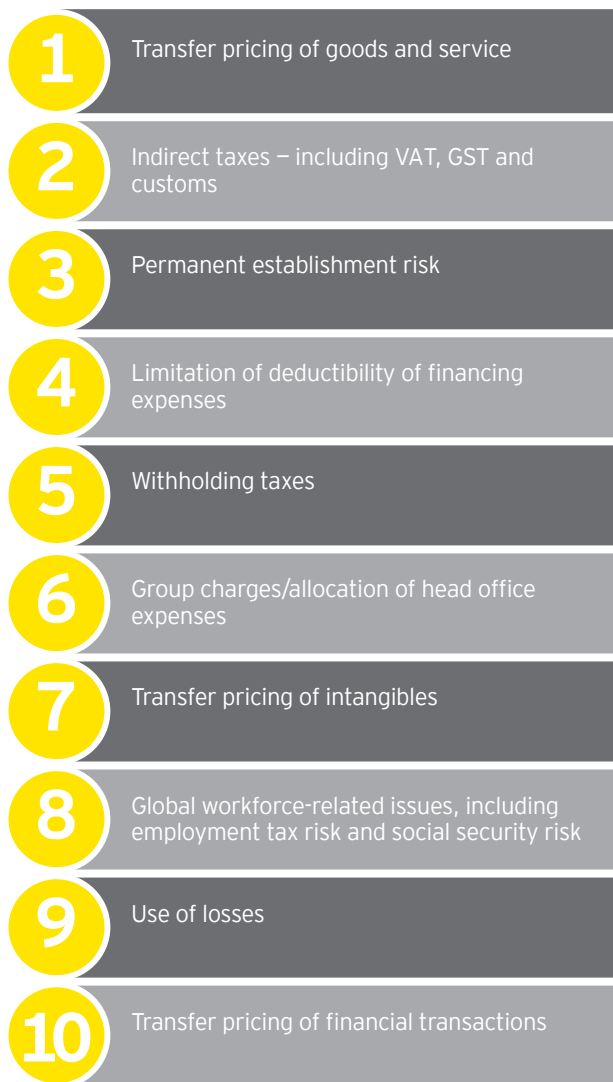 1
Transfer pricing of goods and service
2
Indirect taxes – including VAT, GST and
customs
3
Permanent establishment risk
4
Limitation of deductibility of financing
expenses
5
Withholding taxes
6
Group charges/allocation of head office
expenses
7
Transfer pricing of intangibles
8
Global workforce-related issues, including
employment tax risk and social security risk
9
Use of losses
10
Transfer pricing of financial transactions